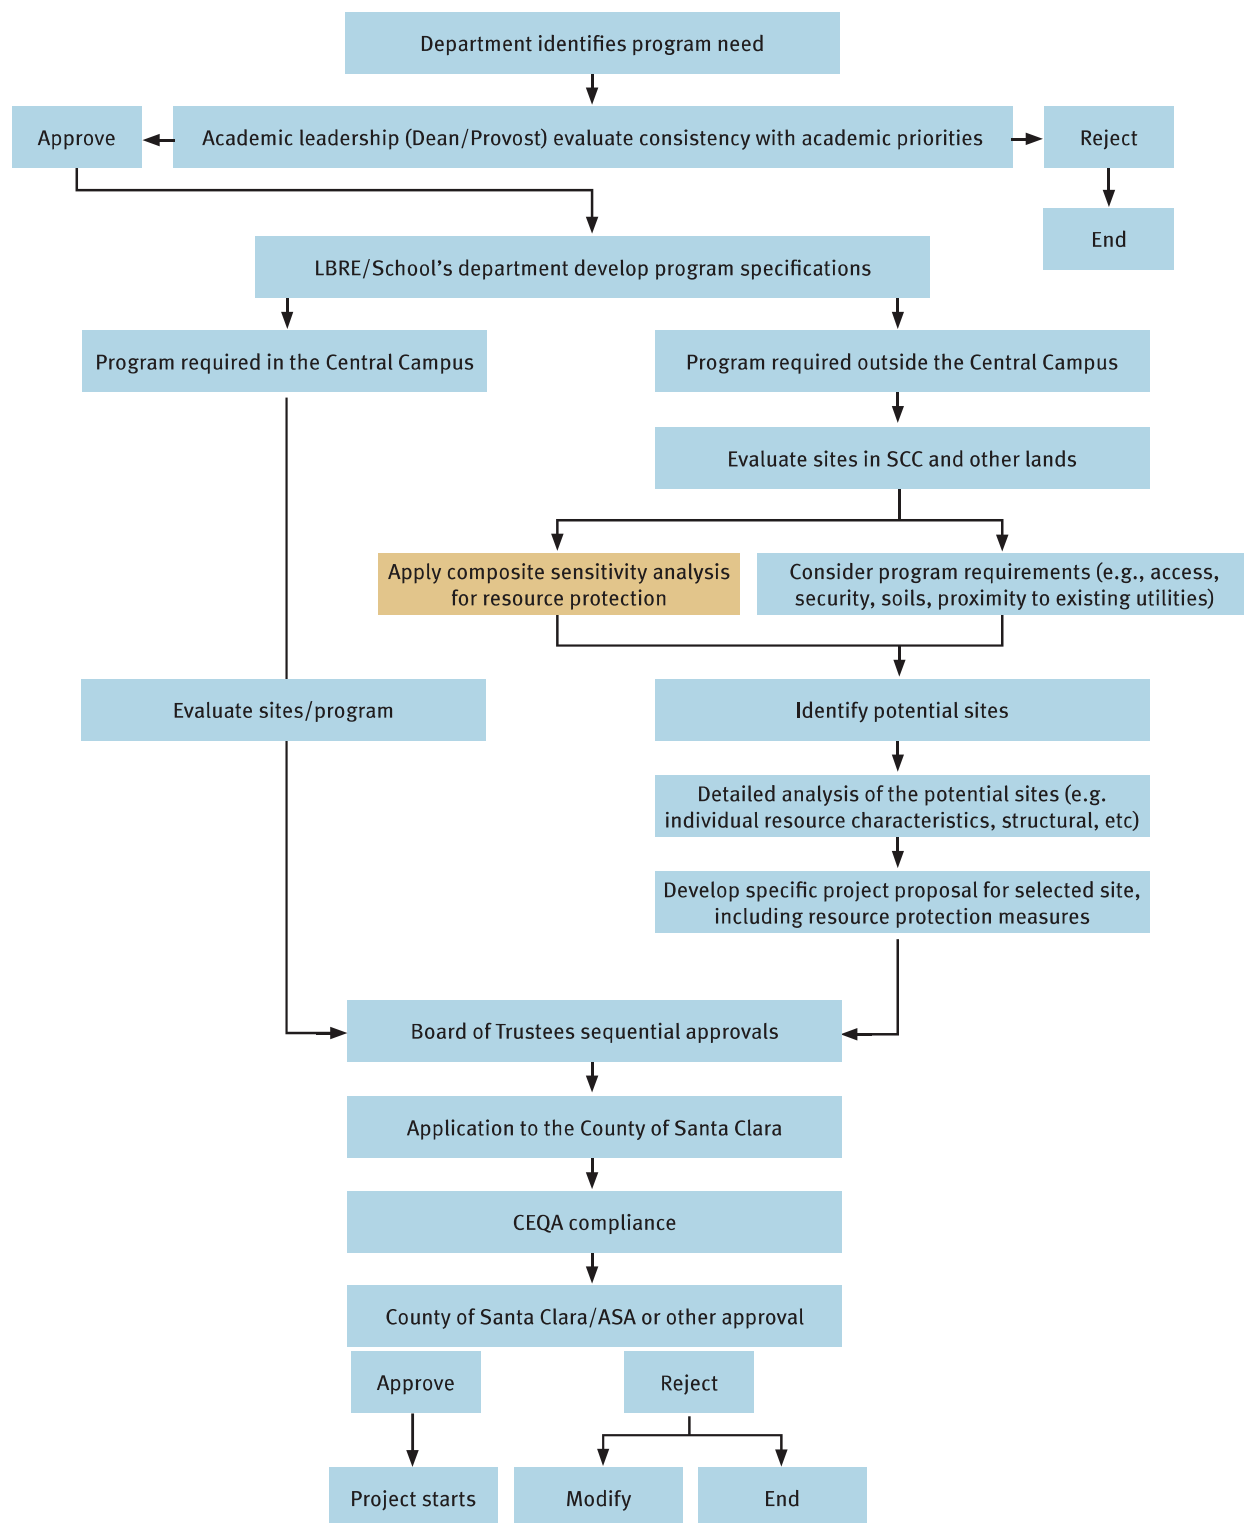 Department identifies program need
Approve
Academic leadership (Dean/Provost) evaluate consistency with academic priorities
Reject
End
LBRE/School’s department develop program specifications
Program required in the Central Campus
Program required outside the Central Campus
Evaluate sites in SCC and other lands
Apply composite sensitivity analysis
for resource protection
Consider program requirements (e.g., access,
security, soils, proximity to existing utilities)
Evaluate sites/program
Identify potential sites
Detailed analysis of the potential sites (e.g.
individual resource characteristics, structural, etc)
Develop specific project proposal for selected site,
including resource protection measures
Board of Trustees sequential approvals
Application to the County of Santa Clara
CEQA compliance
County of Santa Clara/ASA or other approval
Approve
Reject
Project starts
Modify
End